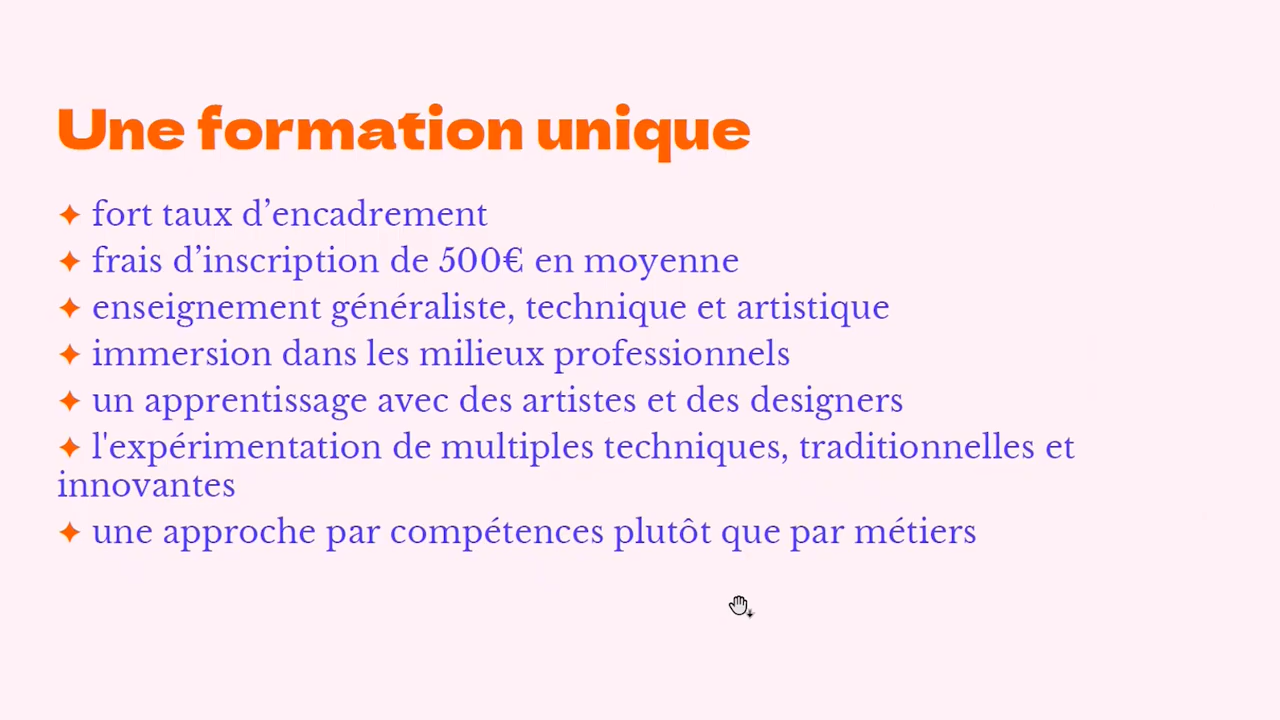 Une formation unique
✦ fort taux d’encadrement
✦ frais d’inscription de 500€ en moyenne
✦ enseignement généraliste, technique et artistique
✦ immersion dans les milieux professionnels
✦ un apprentissage avec des artistes et des designers
✦ l'expérimentation de multiples techniques, traditionnelles et
innovantes
✦ une approche par compétences plutôt que par métiers